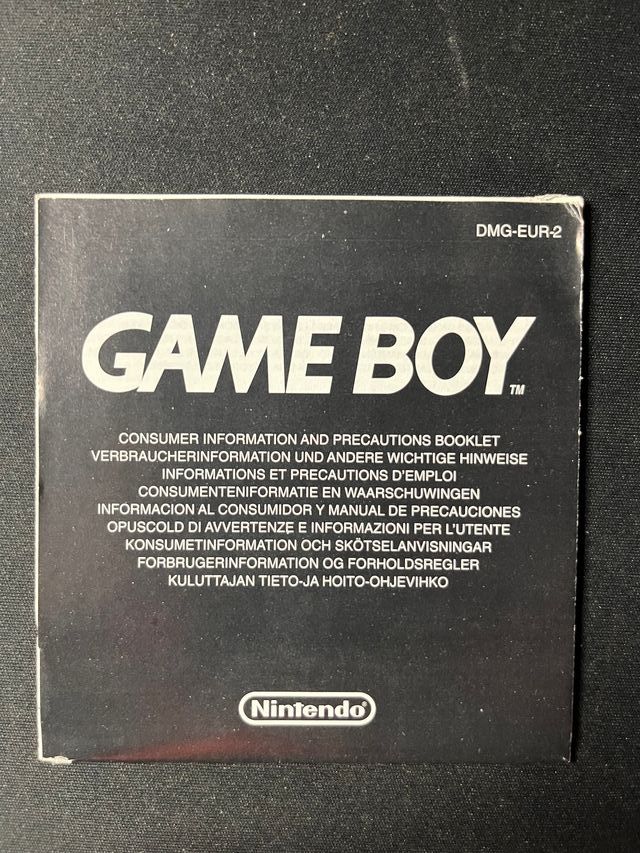 DMG-EUR-2
GAME BOY™
CONSUMER INFORMATION AND PRECAUTIONS BOOKLET
VERBRAUCHERINFORMATION UND ANDERE WICHTIGE HINWEISE
INFORMATIONS ET PRECAUTIONS D'EMPLOI
CONSUMENTENINFORMATIE EN WAARSCHUWINGEN
INFORMACION AL CONSUMIDOR Y MANUAL DE PRECAUCIONES
OPUSCOLD DI AVVERTENZE E INFORMAZIONI PER L'UTENTE
KONSUMETINFORMATION OCH SKÖTSELANVISNINGAR
FORBRUGERINFORMATION OG FORHOLDSREGLER
KULUTTAJAN TIETO-JA HOITO-OHJEVIHKO
Nintendo®